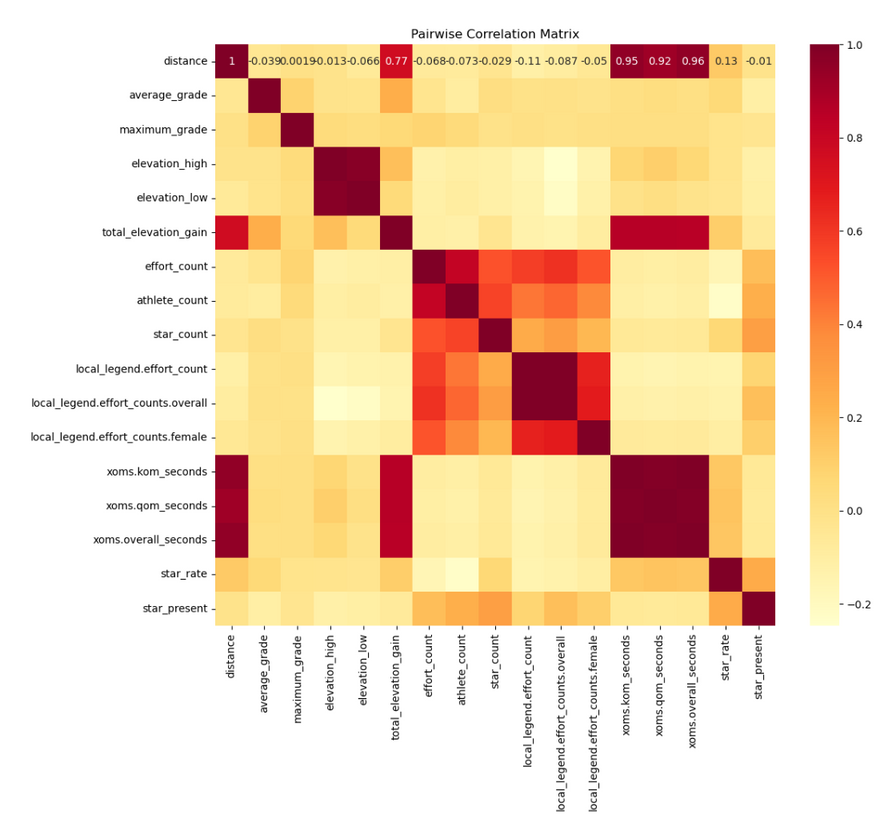 Pairwise Correlation Matrix
distance
1 -0.039 0.0019 -0.013 -0.066 0.77 -0.068 -0.073 -0.029 -0.11 -0.087 -0.05 0.95 0.92 0.96 0.13 -0.01
average_grade
maximum_grade
elevation_high
elevation_low
total_elevation_gain
effort_count
athlete_count
star_count
local_legend.effort_count
local_legend.effort_counts.overall
local_legend.effort_counts.female
xoms.kom_seconds
xoms.qom_seconds
xoms.overall_seconds
star_rate
star_present
distance
average_grade
maximum_grade
elevation_high
elevation_low
total_elevation_gain
effort_count
athlete_count
star_count
local_legend.effort_count
local_legend.effort_counts.overall
local_legend.effort_counts.female
xoms.kom_seconds
xoms.qom_seconds
xoms.overall_seconds
star_rate
star_present
1.0
0.8
0.6
0.4
0.2
0.0
−0.2